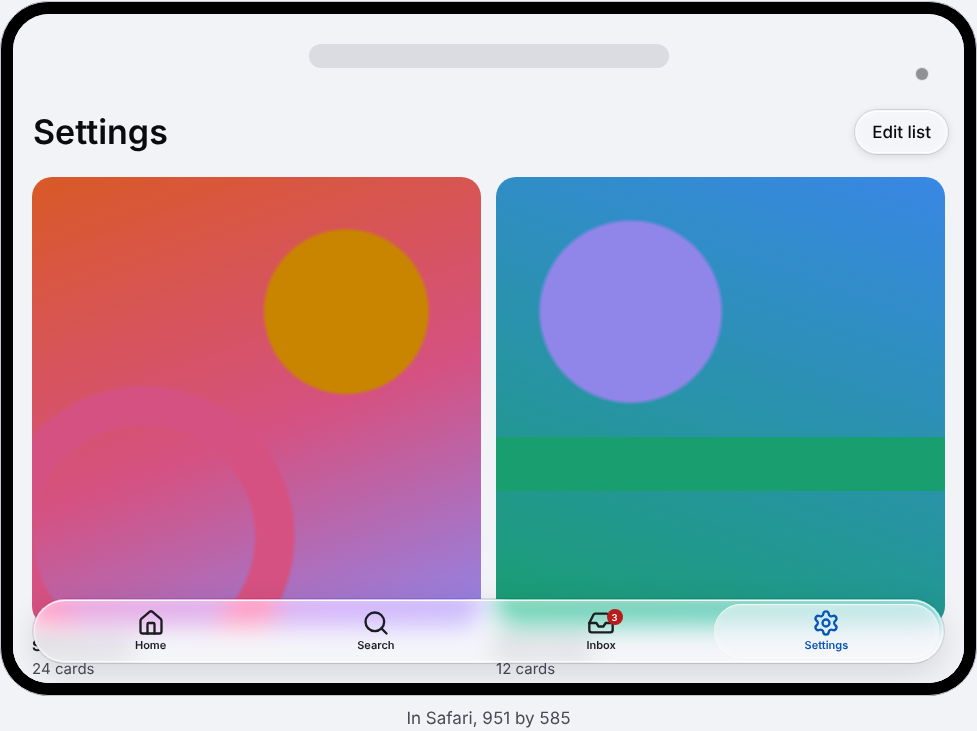 Settings
Edit list
Home
Search
Inbox
3
Settings
24 cards
12 cards
In Safari, 951 by 585